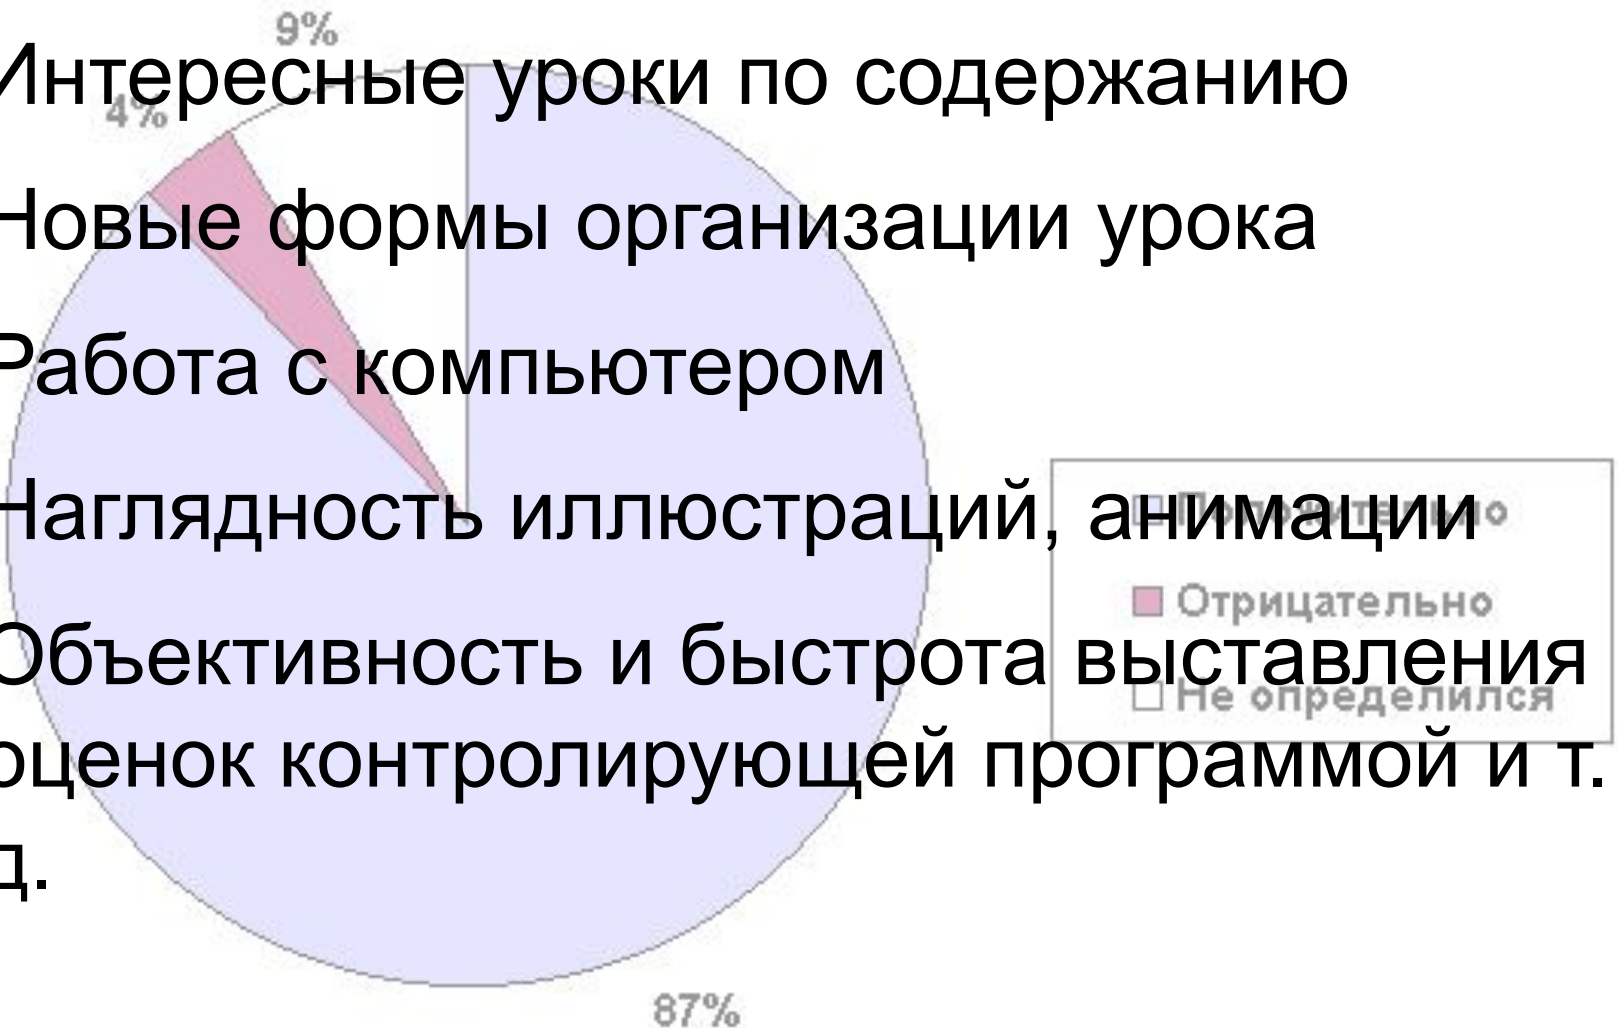 9%
Интересные уроки по содержанию
4%
Новые формы организации урока
Работа с компьютером
Наглядность иллюстраций, анимации
Положительно
Отрицательно
Объективность и быстрота выставления
Не определился
оценок контролирующей программой и т.
д.
87%